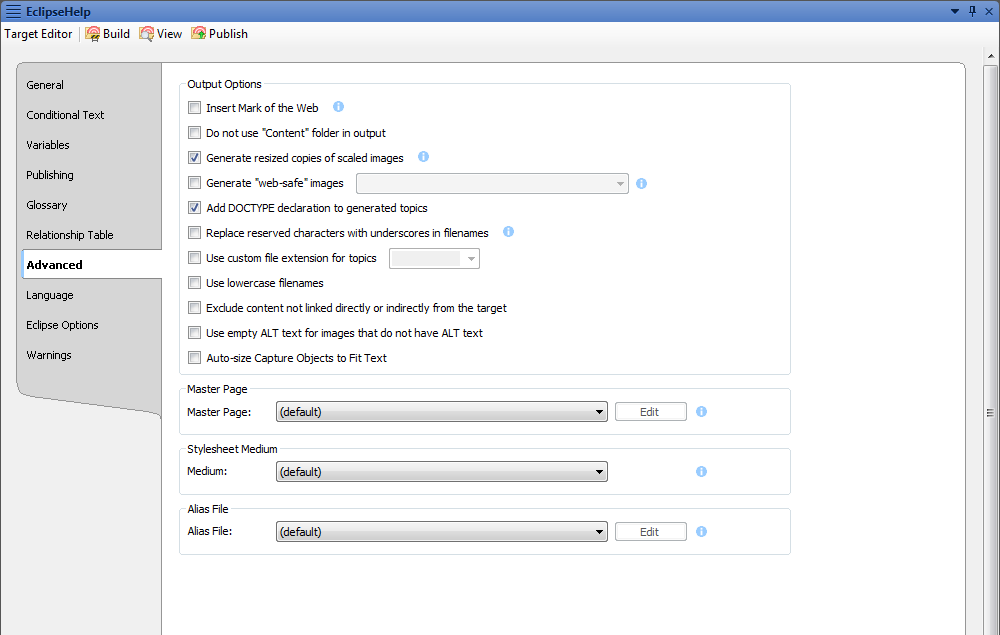 EclipseHelp
Target Editor Build View Publish
General
Conditional Text
Variables
Publishing
Glossary
Relationship Table
Advanced
Language
Eclipse Options
Warnings
Output Options
Insert Mark of the Web
Do not use "Content" folder in output
Generate resized copies of scaled images
Generate "web-safe" images
Add DOCTYPE declaration to generated topics
Replace reserved characters with underscores in filenames
Use custom file extension for topics
Use lowercase filenames
Exclude content not linked directly or indirectly from the target
Use empty ALT text for images that do not have ALT text
Auto-size Capture Objects to Fit Text
Master Page
Master Page: (default) Edit
Stylesheet Medium
Medium: (default)
Alias File
Alias File: (default) Edit